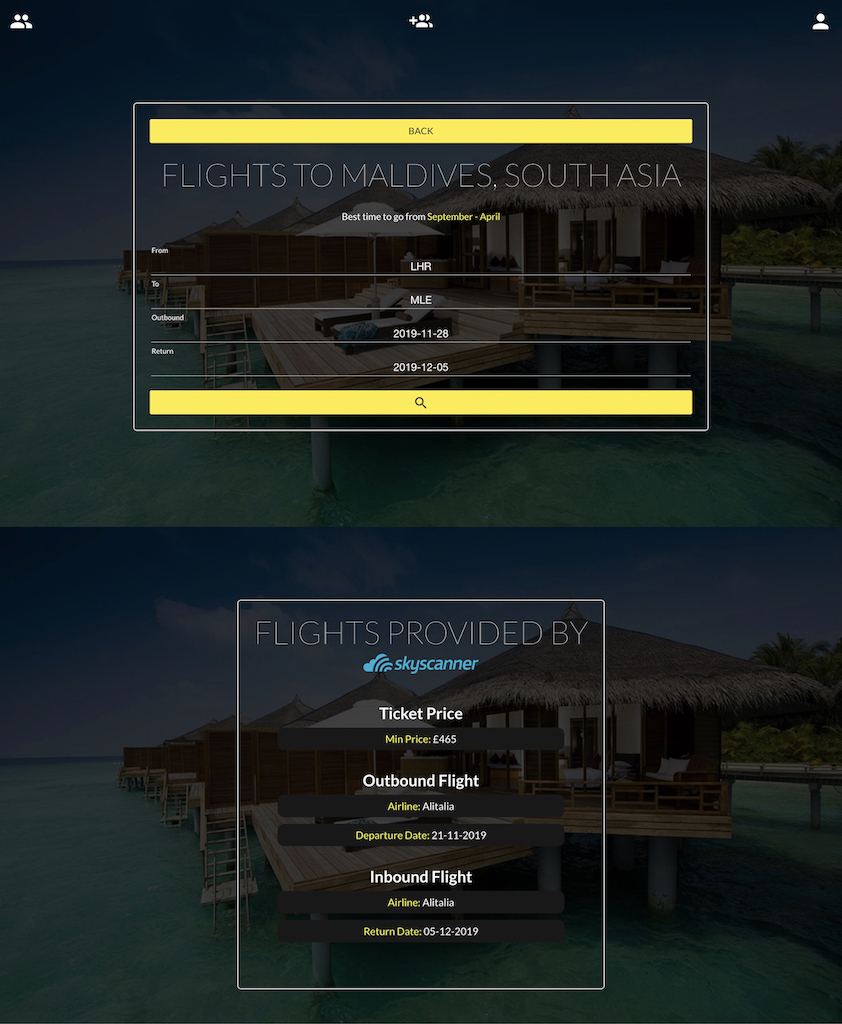 BACK
FLIGHTS TO MALDIVES, SOUTH ASIA
Best time to go from September - April
From
LHR
To
MLE
Outbound
2019-11-28
Return
2019-12-05
FLIGHTS PROVIDED BY
skyscanner
Ticket Price
Min Price: £465
Outbound Flight
Airline: Alitalia
Departure Date: 21-11-2019
Inbound Flight
Airline: Alitalia
Return Date: 05-12-2019